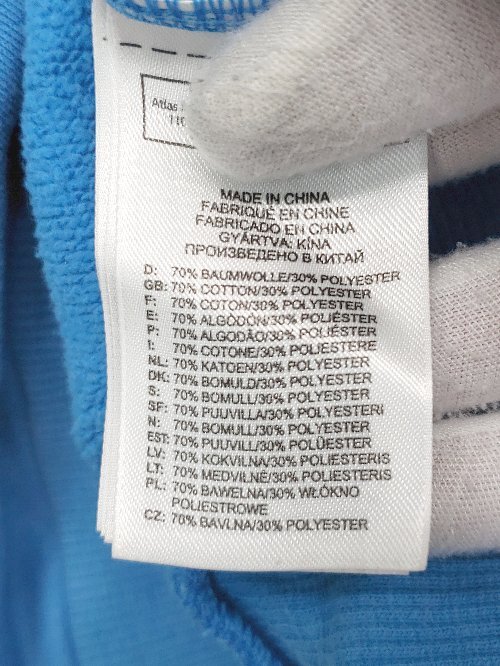 Atlas
110
MADE IN CHINA
FABRIQUÉ EN CHINE
FABRICADO EN CHINA
GYÁRTVA: KÍNA
ПРОИЗВЕДЕНО В КИТАЙ
D: 70% BAUMWOLLE/30% POLYESTER
GB: 70% COTTON/30% POLYESTER
F: 70% COTON/30% POLYESTER
E: 70% ALGODÓN/30% POLIÉSTER
P: 70% ALGODÃO/30% POLIÉSTER
I: 70% COTONE/30% POLIESTERE
NL: 70% KATOEN/30% POLYESTER
DK: 70% BOMULD/30% POLYESTER
S: 70% BOMULL/30% POLYESTER
SF: 70% PUUVILLA/30% POLYESTERI
N: 70% BOMULL/30% POLYESTER
EST: 70% PUUVILL/30% POLÜESTER
LV: 70% KOKVILNA/30% POLIESTERIS
LT: 70% MEDVILNĖ/30% POLIESTERIS
PL: 70% BAWEŁNA/30% WŁÓKNO
POLIESTROWE
CZ: 70% BAVLNA/30% POLYESTER